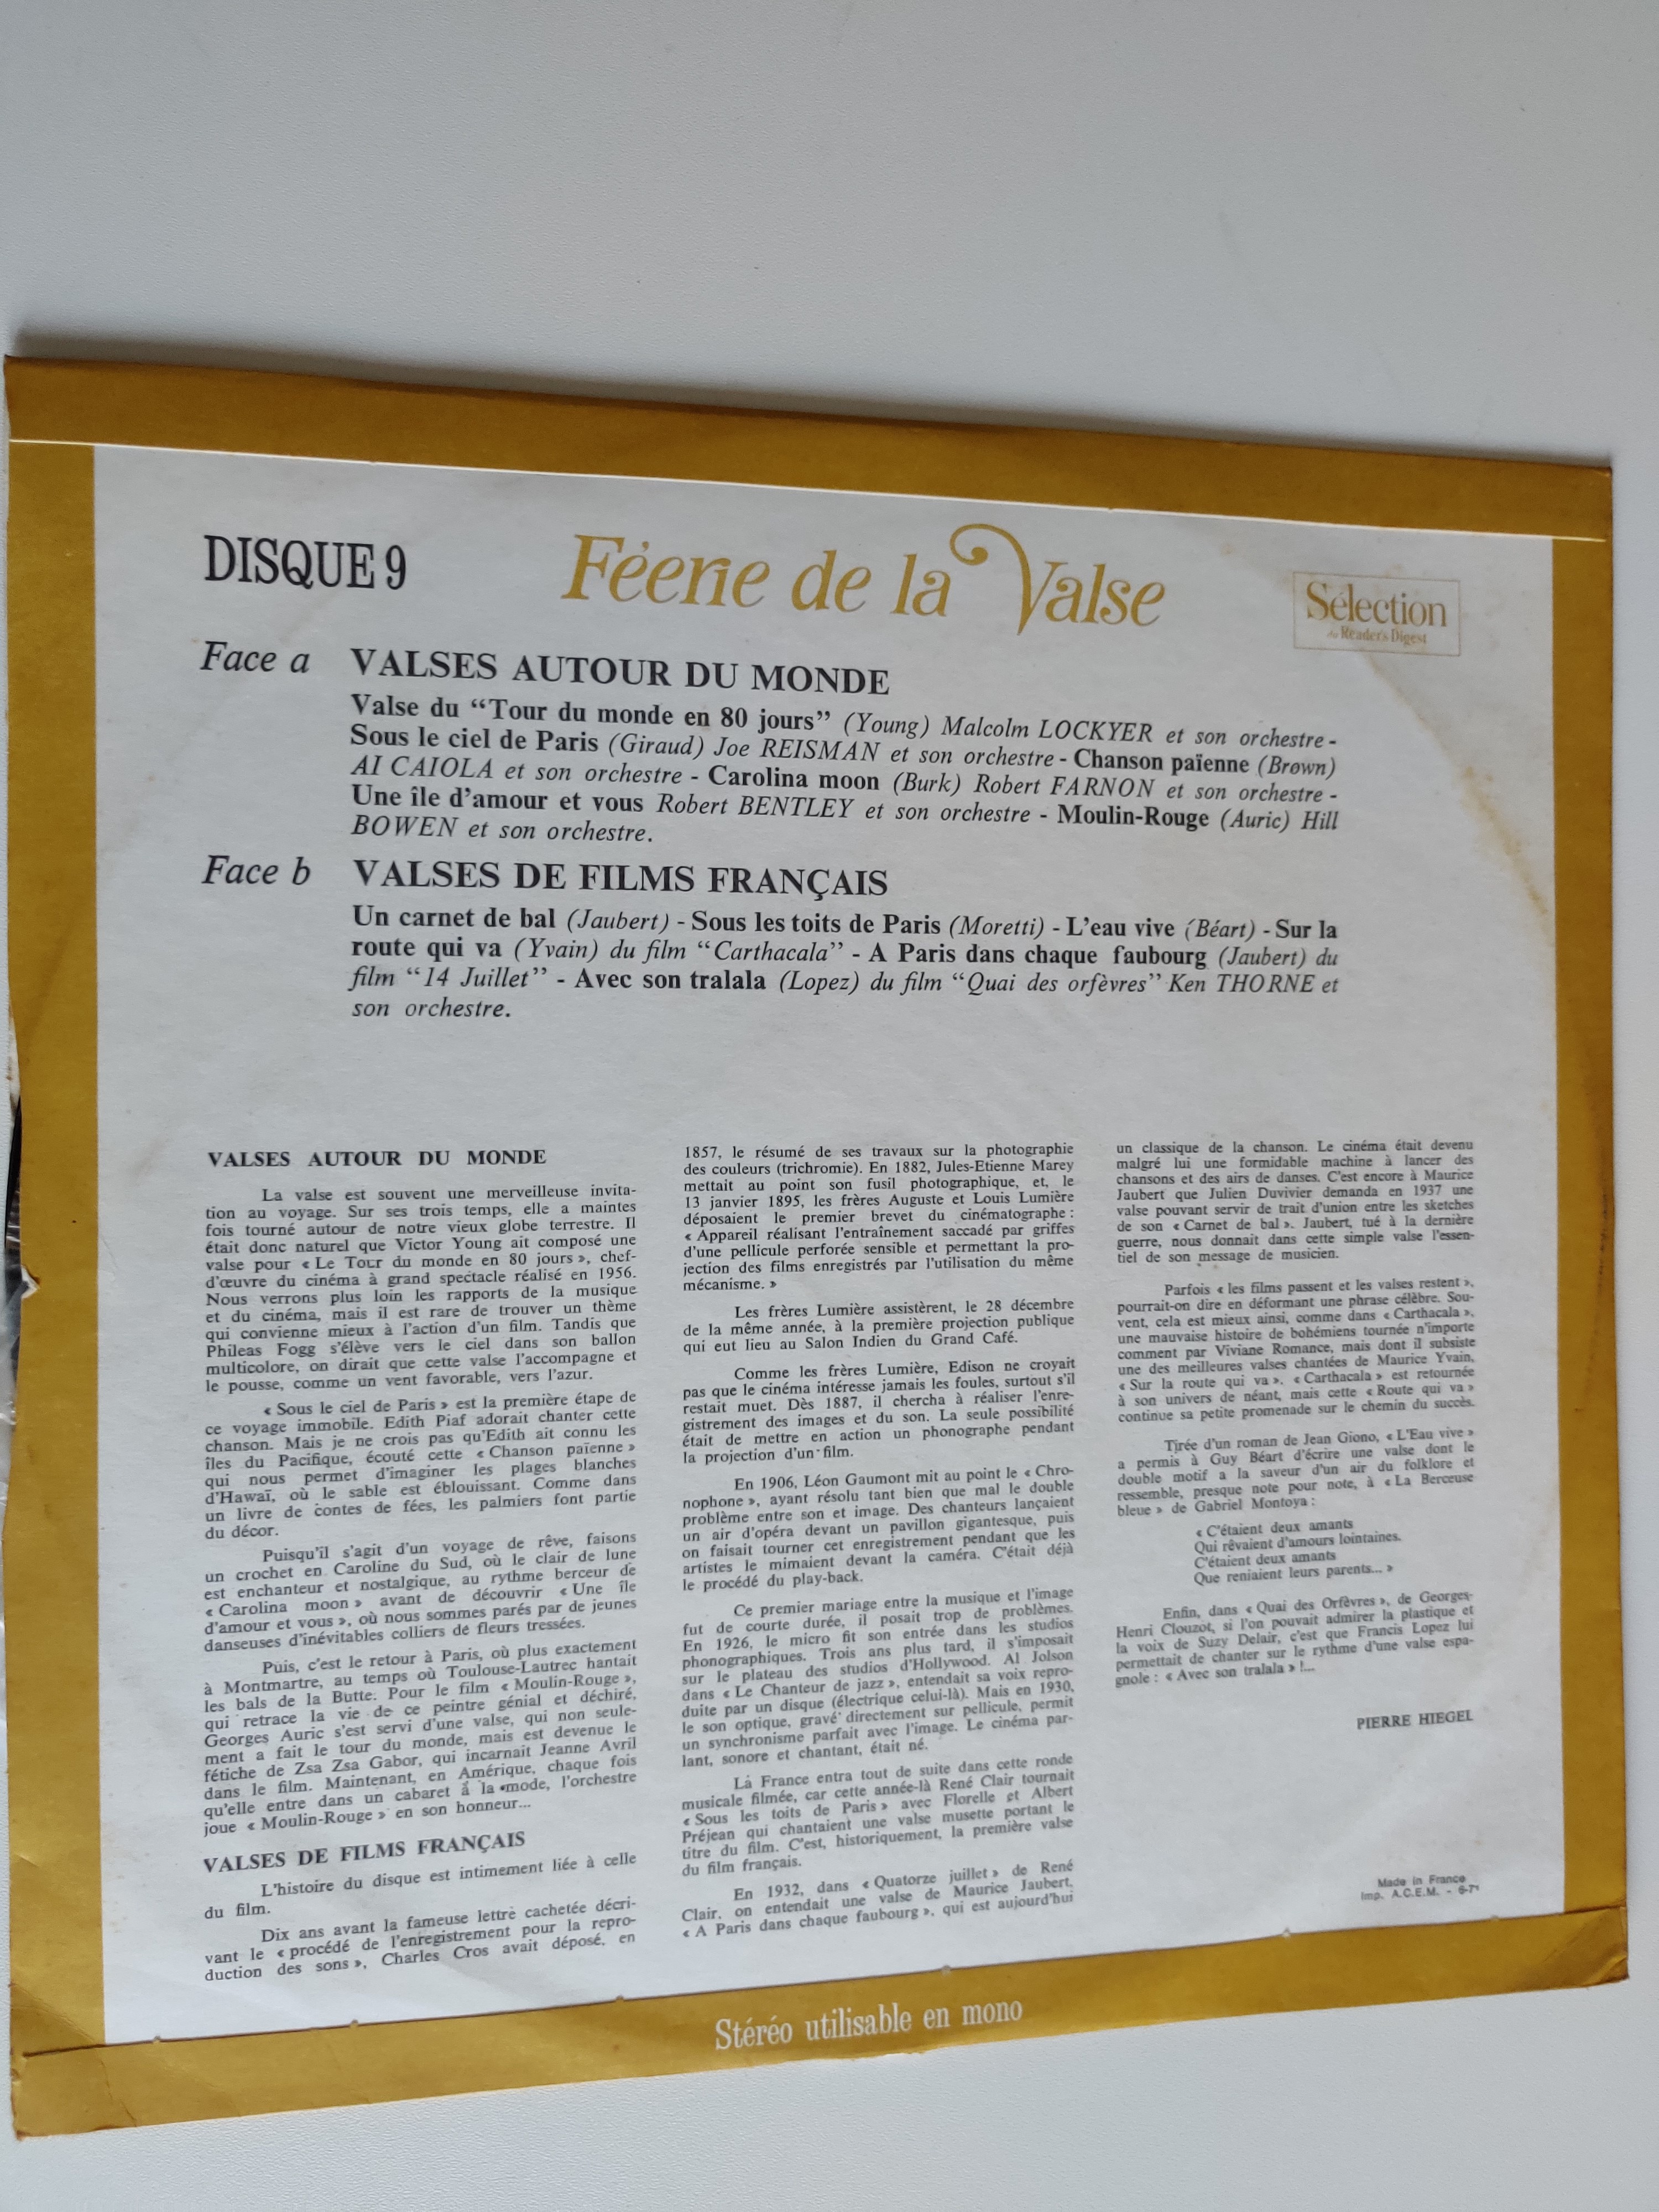 DISQUE 9
Féerie de la Valse
Sélection
du Reader's Digest
Face a VALSES AUTOUR DU MONDE
Valse du “Tour du monde en 80 jours” (Young) Malcolm LOCKYER et son orchestre -
Sous le ciel de Paris (Giraud) Joe REISMAN et son orchestre - Chanson païenne (Brown)
AI CAIOLA et son orchestre - Carolina moon (Burk) Robert FARNON et son orchestre -
Une île d'amour et vous Robert BENTLEY et son orchestre - Moulin-Rouge (Auric) Hill
BOWEN et son orchestre.
Face b VALSES DE FILMS FRANÇAIS
Un carnet de bal (Jaubert) - Sous les toits de Paris (Moretti) - L'eau vive (Béart) - Sur la
route qui va (Yvain) du film “Carthacala” - A Paris dans chaque faubourg (Jaubert) du
film “14 Juillet” - Avec son tralala (Lopez) du film “Quai des orfèvres” Ken THORNE et
son orchestre.
VALSES AUTOUR DU MONDE
La valse est souvent une merveilleuse invita-
tion au voyage. Sur ses trois temps, elle a maintes
fois tourné autour de notre vieux globe terrestre. Il
était donc naturel que Victor Young ait composé une
valse pour « Le Tour du monde en 80 jours », chef-
d'œuvre du cinéma à grand spectacle réalisé en 1956.
Nous verrons plus loin les rapports de la musique
et du cinéma, mais il est rare de trouver un thème
qui convienne mieux à l'action d'un film. Tandis que
Phileas Fogg s'élève vers le ciel dans son ballon
multicolore, on dirait que cette valse l'accompagne et
le pousse, comme un vent favorable, vers l'azur.
« Sous le ciel de Paris » est la première étape de
ce voyage immobile. Edith Piaf adorait chanter cette
chanson. Mais je ne crois pas qu'Edith ait connu les
îles du Pacifique, écouté cette « Chanson païenne »
qui nous permet d'imaginer les plages blanches
d'Hawaï, où le sable est éblouissant. Comme dans
un livre de contes de fées, les palmiers font partie
du décor.
Puisqu'il s'agit d'un voyage de rêve, faisons
un crochet en Caroline du Sud, où le clair de lune
est enchanteur et nostalgique, au rythme berceur de
« Carolina moon » avant de découvrir « Une île
d'amour et vous », où nous sommes parés par de jeunes
danseuses d'inévitables colliers de fleurs tressées.
Puis, c'est le retour à Paris, où plus exactement
à Montmartre, au temps où Toulouse-Lautrec hantait
les bals de la Butte. Pour le film « Moulin-Rouge »,
qui retrace la vie de ce peintre génial et déchiré,
Georges Auric s'est servi d'une valse, qui non seule-
ment a fait le tour du monde, mais est devenue le
fétiche de Zsa Zsa Gabor, qui incarnait Jeanne Avril
dans le film. Maintenant, en Amérique, chaque fois
qu'elle entre dans un cabaret à la mode, l'orchestre
joue « Moulin-Rouge » en son honneur...
VALSES DE FILMS FRANÇAIS
L'histoire du disque est intimement liée à celle
du film.
Dix ans avant la fameuse lettre cachetée décri-
vant le « procédé de l'enregistrement pour la repro-
duction des sons », Charles Cros avait déposé, en
1857, le résumé de ses travaux sur la photographie
des couleurs (trichromie). En 1882, Jules-Etienne Marey
mettait au point son fusil photographique, et, le
13 janvier 1895, les frères Auguste et Louis Lumière
déposaient le premier brevet du cinématographe :
« Appareil réalisant l'entraînement saccadé par griffes
d'une pellicule perforée sensible et permettant la pro-
jection des films enregistrés par l'utilisation du même
mécanisme. »
Les frères Lumière assistèrent, le 28 décembre
de la même année, à la première projection publique
qui eut lieu au Salon Indien du Grand Café.
Comme les frères Lumière, Edison ne croyait
pas que le cinéma intéresse jamais les foules, surtout s'il
restait muet. Dès 1887, il chercha à réaliser l'enre-
gistrement des images et du son. La seule possibilité
était de mettre en action un phonographe pendant
la projection d'un film.
En 1906, Léon Gaumont mit au point le « Chro-
nophone », ayant résolu tant bien que mal le double
problème entre son et image. Des chanteurs lançaient
un air d'opéra devant un pavillon gigantesque, puis
on faisait tourner cet enregistrement pendant que les
artistes le mimaient devant la caméra. C'était déjà
le procédé du play-back.
Ce premier mariage entre la musique et l'image
fut de courte durée, il posait trop de problèmes.
En 1926, le micro fit son entrée dans les studios
phonographiques. Trois ans plus tard, il s'imposait
sur le plateau des studios d'Hollywood. Al Jolson
dans « Le Chanteur de jazz », entendait sa voix repro-
duite par un disque (électrique celui-là). Mais en 1930,
le son optique, gravé directement sur pellicule, permit
un synchronisme parfait avec l'image. Le cinéma par-
lant, sonore et chantant, était né.
La France entra tout de suite dans cette ronde
musicale filmée, car cette année-là René Clair tournait
« Sous les toits de Paris » avec Florelle et Albert
Préjean qui chantaient une valse musette portant le
titre du film. C'est, historiquement, la première valse
du film français.
En 1932, dans « Quatorze juillet » de René
Clair, on entendait une valse de Maurice Jaubert,
« A Paris dans chaque faubourg », qui est aujourd'hui
un classique de la chanson. Le cinéma était devenu
malgré lui une formidable machine à lancer des
chansons et des airs de danses. C'est encore à Maurice
Jaubert que Julien Duvivier demanda en 1937 une
valse pouvant servir de trait d'union entre les sketches
de son « Carnet de bal ». Jaubert, tué à la dernière
guerre, nous donnait dans cette simple valse l'essen-
tiel de son message de musicien.
Parfois « les films passent et les valses restent »,
pourrait-on dire en déformant une phrase célèbre. Sou-
vent, cela est mieux ainsi, comme dans « Carthacala »,
une mauvaise histoire de bohémiens tournée n'importe
comment par Viviane Romance, mais dont il subsiste
une des meilleures valses chantées de Maurice Yvain,
« Sur la route qui va ». « Carthacala » est retournée
à son univers de néant, mais cette « Route qui va »
continue sa petite promenade sur le chemin du succès.
Tirée d'un roman de Jean Giono, « L'Eau vive »
a permis à Guy Béart d'écrire une valse dont le
double motif a la saveur d'un air du folklore et
ressemble, presque note pour note, à « La Berceuse
bleue » de Gabriel Montoya :
« C'étaient deux amants
Qui rêvaient d'amours lointaines.
C'étaient deux amants
Que reniaient leurs parents... »
Enfin, dans « Quai des Orfèvres », de Georges-
Henri Clouzot, si l'on pouvait admirer la plastique et
la voix de Suzy Delair, c'est que Francis Lopez lui
permettait de chanter sur le rythme d'une valse espa-
gnole : « Avec son tralala » !...
PIERRE HIEGEL
Made in France
Imp. A.C.E.M. - 6-71
Stéréo utilisable en mono